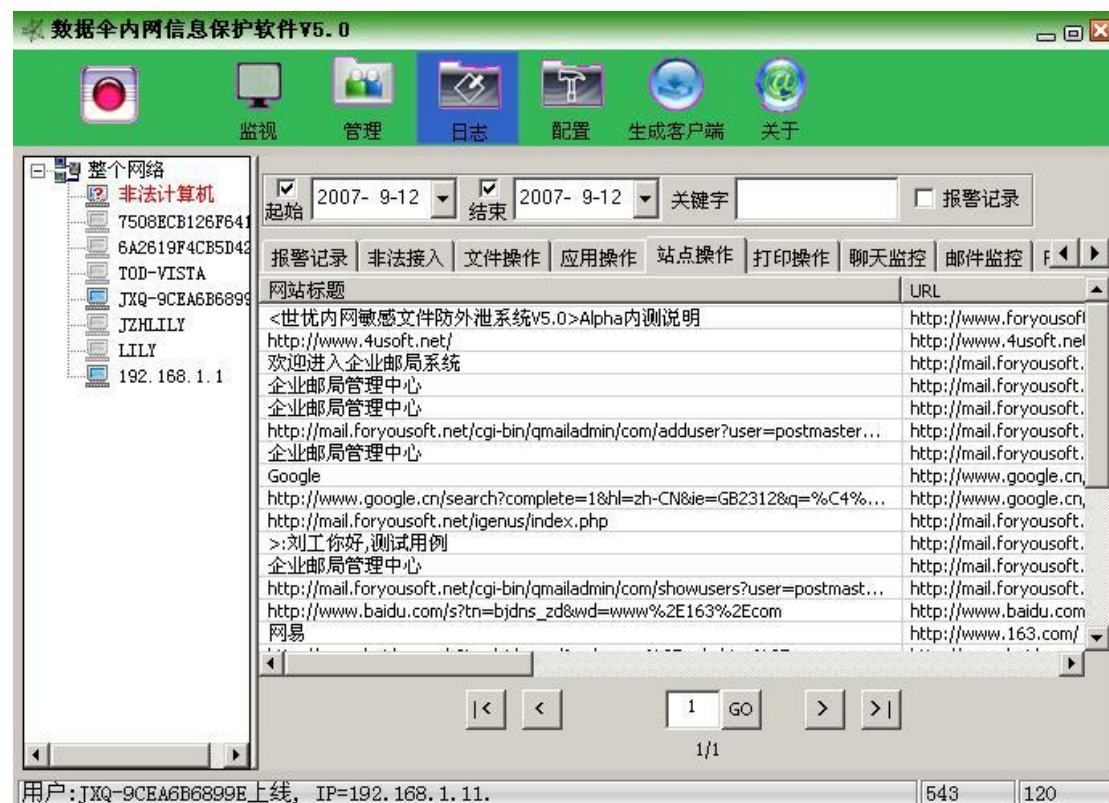 数据伞内网信息保护软件V5.0
监视 管理 日志 配置 生成客户端 关于
整个网络
非法计算机
7508ECB126F641
6A2619F4CB5D42
TOD-VISTA
JXQ-9CEA6B6899
JZHLILY
LILY
192.168.1.1
起始 2007- 9-12 结束 2007- 9-12 关键字 报警记录
报警记录 非法接入 文件操作 应用操作 站点操作 打印操作 聊天监控 邮件监控
网站标题 URL
<世忧内网敏感文件防外泄系统V5.0>Alpha内测说明 http://www.foryousoft
http://www.4usoft.net/ http://www.4usoft.net
欢迎进入企业邮局系统 http://mail.foryousoft.
企业邮局管理中心 http://mail.foryousoft.
企业邮局管理中心 http://mail.foryousoft.
http://mail.foryousoft.net/cgi-bin/qmailadmin/com/adduser?user=postmaster... http://mail.foryousoft.
企业邮局管理中心 http://mail.foryousoft.
Google http://www.google.cn,
http://www.google.cn/search?complete=1&hl=zh-CN&ie=GB2312&q=%C4%... http://www.google.cn,
http://mail.foryousoft.net/igenus/index.php http://mail.foryousoft.
>:刘工你好,测试用例 http://mail.foryousoft.
企业邮局管理中心 http://mail.foryousoft.
http://mail.foryousoft.net/cgi-bin/qmailadmin/com/showusers?user=postmast... http://mail.foryousoft.
http://www.baidu.com/s?tn=bjdns_zd&wd=www%2E163%2Ecom http://www.baidu.com
网易 http://www.163.com/
|< < 1 GO > >|
1/1
用户:JXQ-9CEA6B6899E上线, IP=192.168.1.11. 543 120